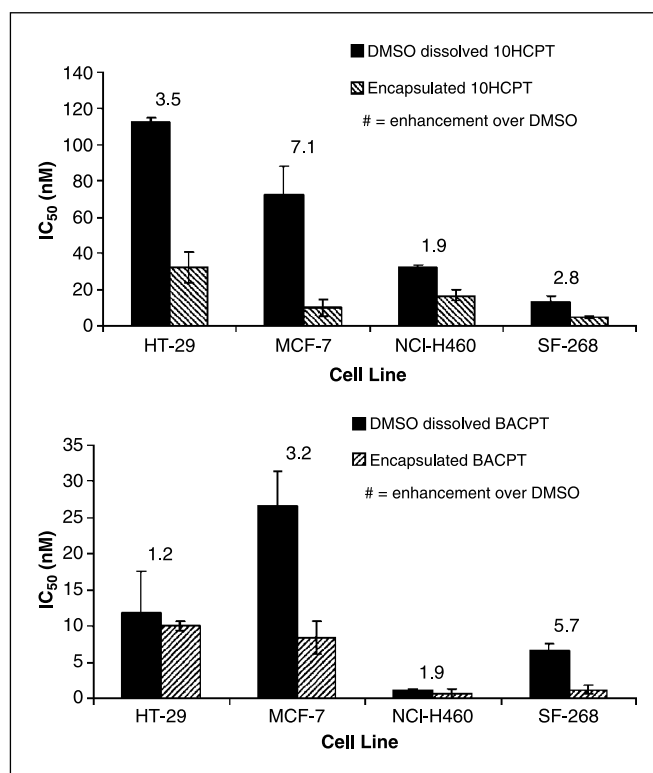 DMSO dissolved 10HCPT
Encapsulated 10HCPT
# = enhancement over DMSO
140
120
100
80
60
40
20
0
IC50 (nM)
3.5
7.1
1.9
2.8
HT-29
MCF-7
NCI-H460
SF-268
Cell Line
DMSO dissolved BACPT
Encapsulated BACPT
# = enhancement over DMSO
35
30
25
20
15
10
5
0
IC50 (nM)
1.2
3.2
1.9
5.7
HT-29
MCF-7
NCI-H460
SF-268
Cell Line